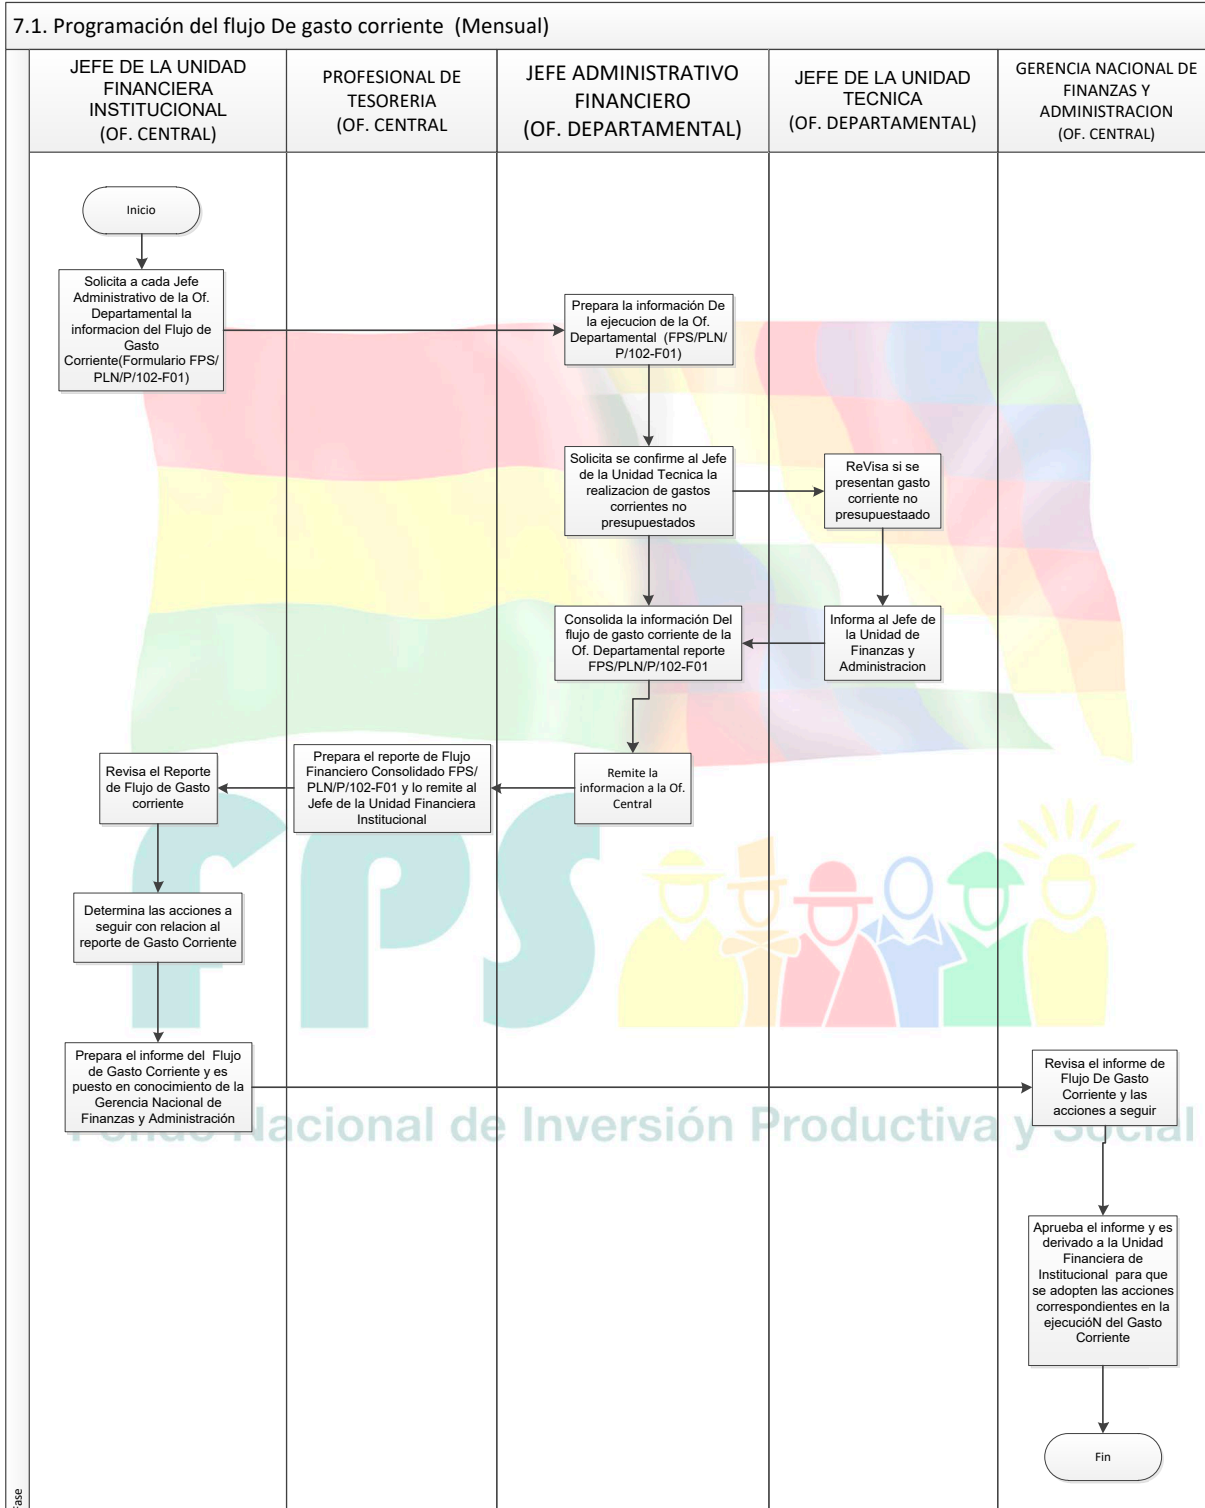 7.1. Programación del flujo De gasto corriente  (Mensual)
JEFE DE LA UNIDAD
FINANCIERA
INSTITUCIONAL
(OF. CENTRAL)
PROFESIONAL DE
TESORERIA
(OF. CENTRAL
JEFE ADMINISTRATIVO
FINANCIERO
(OF. DEPARTAMENTAL)
JEFE DE LA UNIDAD
TECNICA
(OF. DEPARTAMENTAL)
GERENCIA NACIONAL DE
FINANZAS Y
ADMINISTRACION
(OF. CENTRAL)
Inicio
Solicita a cada Jefe
Administrativo de la Of.
Departamental la
informacion del Flujo de
Gasto
Corriente(Formulario FPS/
PLN/P/102-F01)
Prepara la información De
la ejecucion de la Of.
Departamental  (FPS/PLN/
P/102-F01)
Solicita se confirme al Jefe
de la Unidad Tecnica la
realizacion de gastos
corrientes no
presupuestados
ReVisa si se
presentan gasto
corriente no
presupuestaado
Informa al Jefe de
la Unidad de
Finanzas y
Administracion
Consolida la información Del
flujo de gasto corriente de la
Of. Departamental reporte
FPS/PLN/P/102-F01
Remite la
informacion a la Of.
Central
Prepara el reporte de Flujo
Financiero Consolidado FPS/
PLN/P/102-F01 y lo remite al
Jefe de la Unidad Financiera
Institucional
Revisa el Reporte
de Flujo de Gasto
corriente
Determina las acciones a
seguir con relacion al
reporte de Gasto Corriente
Prepara el informe del  Flujo
de Gasto Corriente y es
puesto en conocimiento de la
Gerencia Nacional de
Finanzas y Administración
Revisa el informe de
Flujo De Gasto
Corriente y las
acciones a seguir
Aprueba el informe y es
derivado a la Unidad
Financiera de
Institucional  para que
se adopten las acciones
correspondientes en la
ejecucióN del Gasto
Corriente
Fin
Fase
FPS
Fondo Nacional de Inversión Productiva y Social